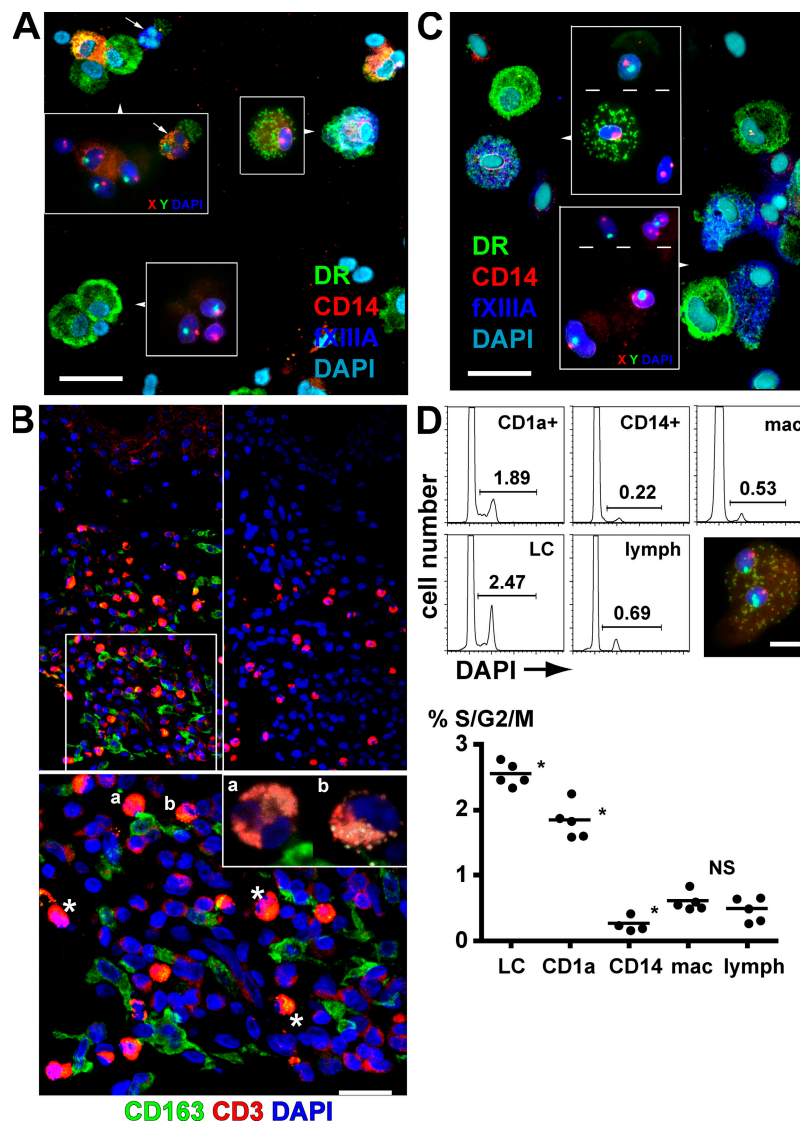 A
X Y DAPI
DR
CD14
fXIIIA
DAPI
C
DR
CD14
fXIIIA
DAPI
X Y DAPI
B
a
b
a
b
*
*
*
CD163 CD3 DAPI
D
CD1a+
1.89
CD14+
0.22
mac
0.53
LC
2.47
lymph
0.69
cell number
DAPI
% S/G2/M
3
2
1
0
*
*
*
NS
LC CD1a CD14 mac lymph